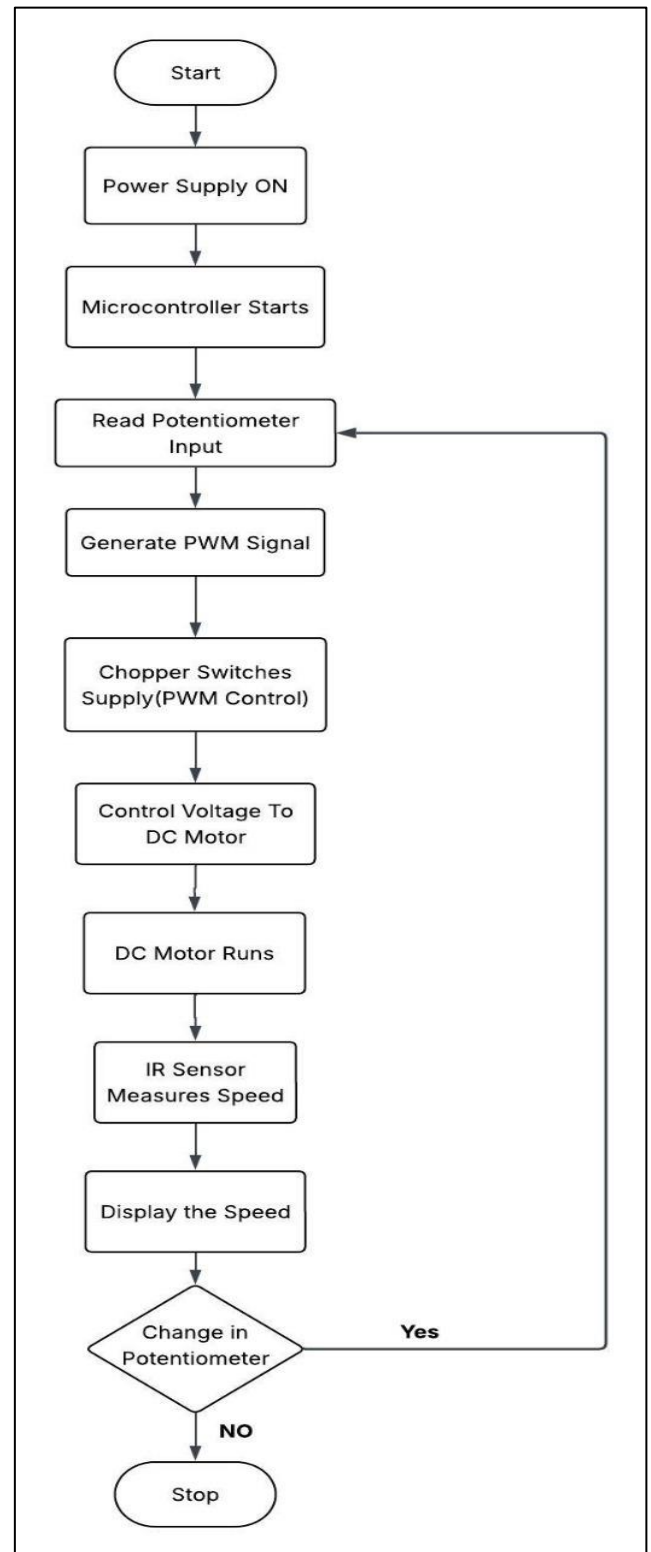 Start
Power Supply ON
Microcontroller Starts
Read Potentiometer
Input
Generate PWM Signal
Chopper Switches
Supply(PWM Control)
Control Voltage To
DC Motor
DC Motor Runs
IR Sensor
Measures Speed
Display the Speed
Change in
Potentiometer
Yes
NO
Stop